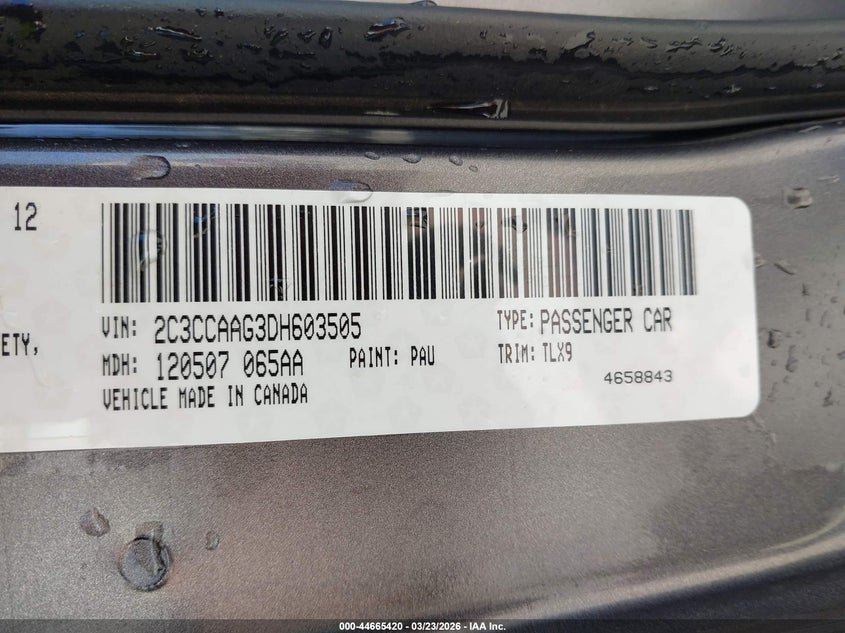 12
VIN: 2C3CCAAG3DH603505 TYPE: PASSENGER CAR
ETY,
MDH: 120507 065AA PAINT: PAU TRIM: TLX9
VEHICLE MADE IN CANADA 4658843
000-44665420 - 03/23/2026 - IAA Inc.